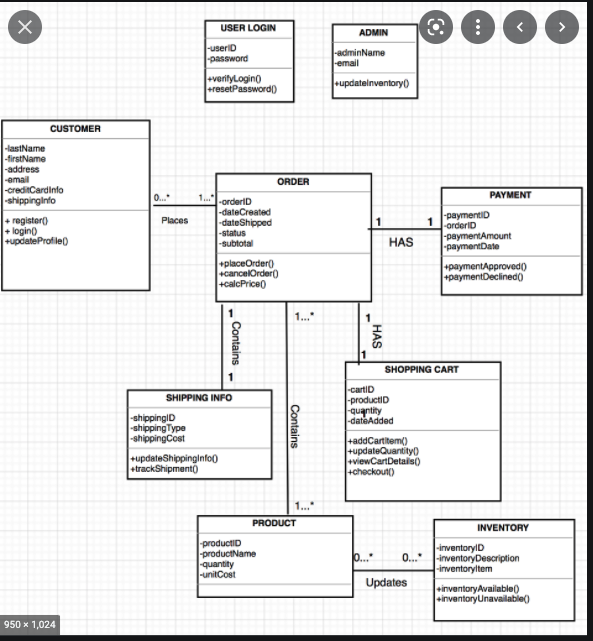 USER LOGIN
-userID
-password
+verifyLogin()
+resetPassword()
ADMIN
-adminName
-email
+updateInventory()
CUSTOMER
-lastName
-firstName
-address
-email
-creditCardInfo
-shippingInfo
+ register()
+ login()
+updateProfile()
0...* 1...*
Places
ORDER
-orderID
-dateCreated
-dateShipped
-status
-subtotal
+placeOrder()
+cancelOrder()
+calcPrice()
1 1
HAS
PAYMENT
-paymentID
-orderID
-paymentAmount
-paymentDate
+paymentApproved()
+paymentDeclined()
1
Contains
1
1...*
Contains
1...*
1
HAS
1
SHIPPING INFO
-shippingID
-shippingType
-shippingCost
+updateShippingInfo()
+trackShipment()
SHOPPING CART
-cartID
-productID
-quantity
1
-dateAdded
+addCartItem()
+updateQuantity()
+viewCartDetails()
+checkout()
PRODUCT
-productID
-productName
-quantity
-unitCost
0...* 0...*
Updates
INVENTORY
-inventoryID
-inventoryDescription
-inventoryItem
+inventoryAvailable()
+inventoryUnavailable()
950 × 1,024